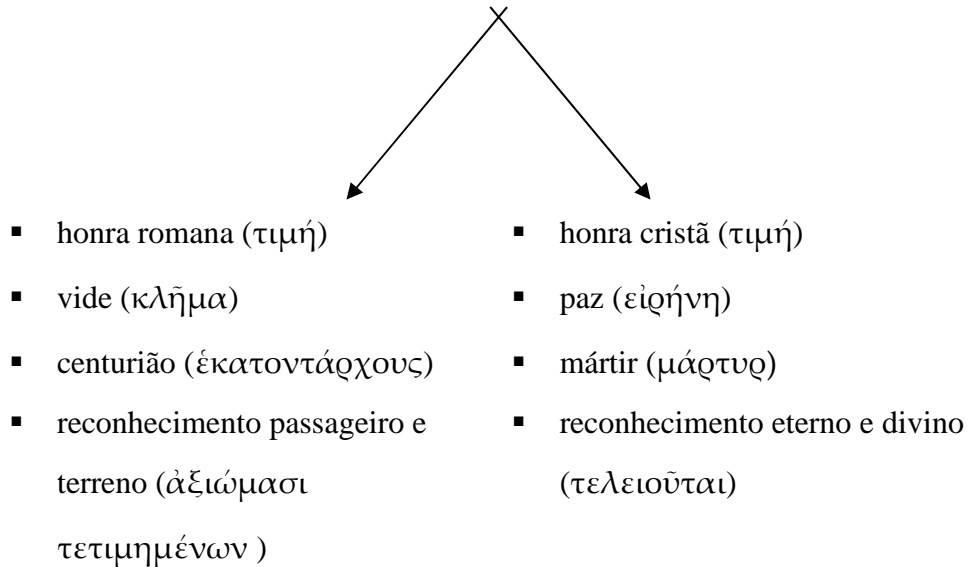 ▪ honra romana (τιμή)
▪ vide (κλῆμα)
▪ centurião (ἑκατοντάρχους)
▪ reconhecimento passageiro e
terreno (ἀξιώμασι
τετιμημένων )
▪ honra cristã (τιμή)
▪ paz (εἰρήνη)
▪ mártir (μάρτυρ)
▪ reconhecimento eterno e divino
(τελειοῦται)